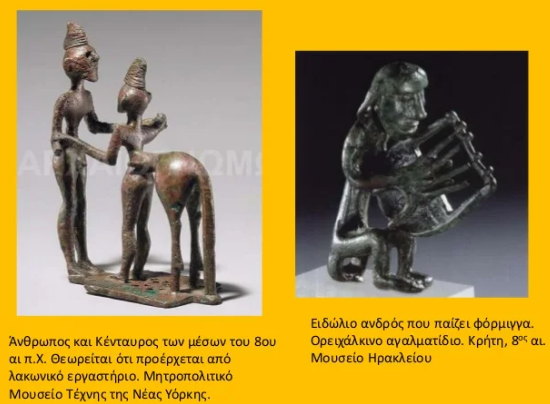 Άνθρωπος και Κένταυρος των μέσων του 8ου
αι π.Χ. Θεωρείται ότι προέρχεται από
λακωνικό εργαστήριο. Μητροπολιτικό
Μουσείο Τέχνης της Νέας Υόρκης.
Ειδώλιο ανδρός που παίζει φόρμιγγα.
Ορειχάλκινο αγαλματίδιο. Κρήτη, 8ος αι.
Μουσείο Ηρακλείου